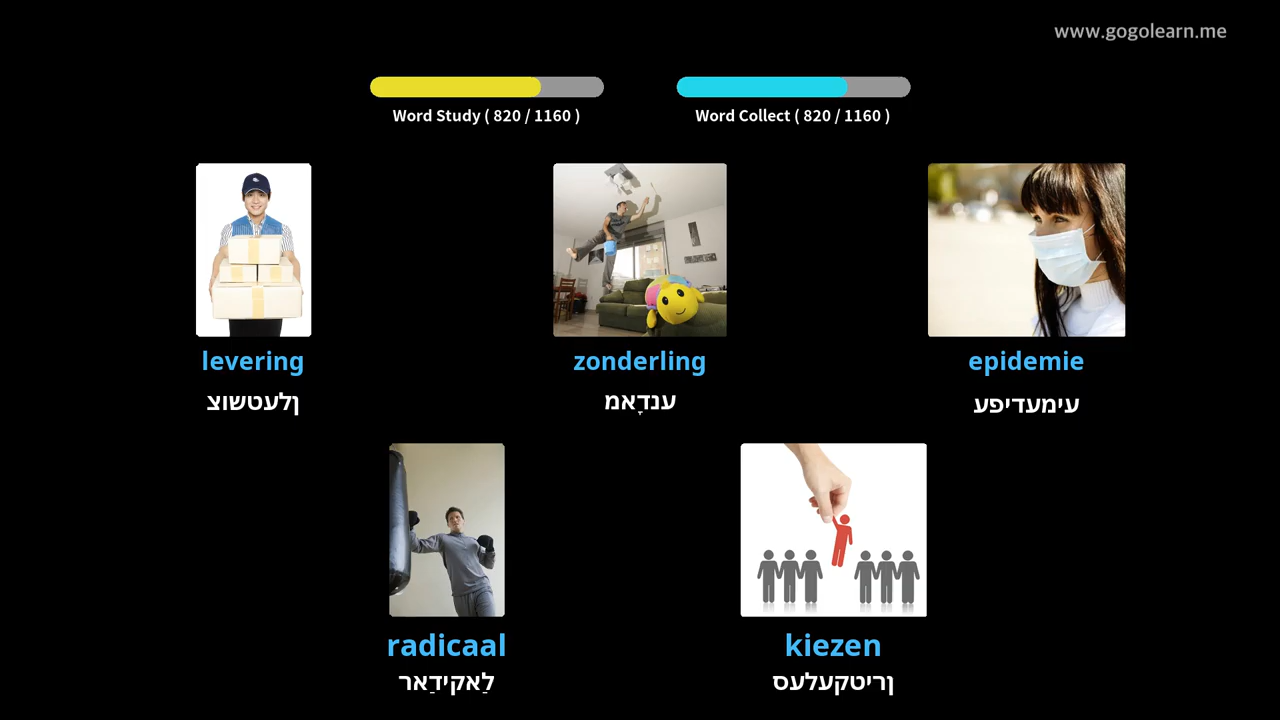 www.gogolearn.me
Word Study ( 820 / 1160 )
Word Collect ( 820 / 1160 )
levering
ןלעטשוצ
zonderling
ענדָאמ
epidemie
עימעדיפע
radicaal
לַאקידַאר
kiezen
ןריטקעלעס